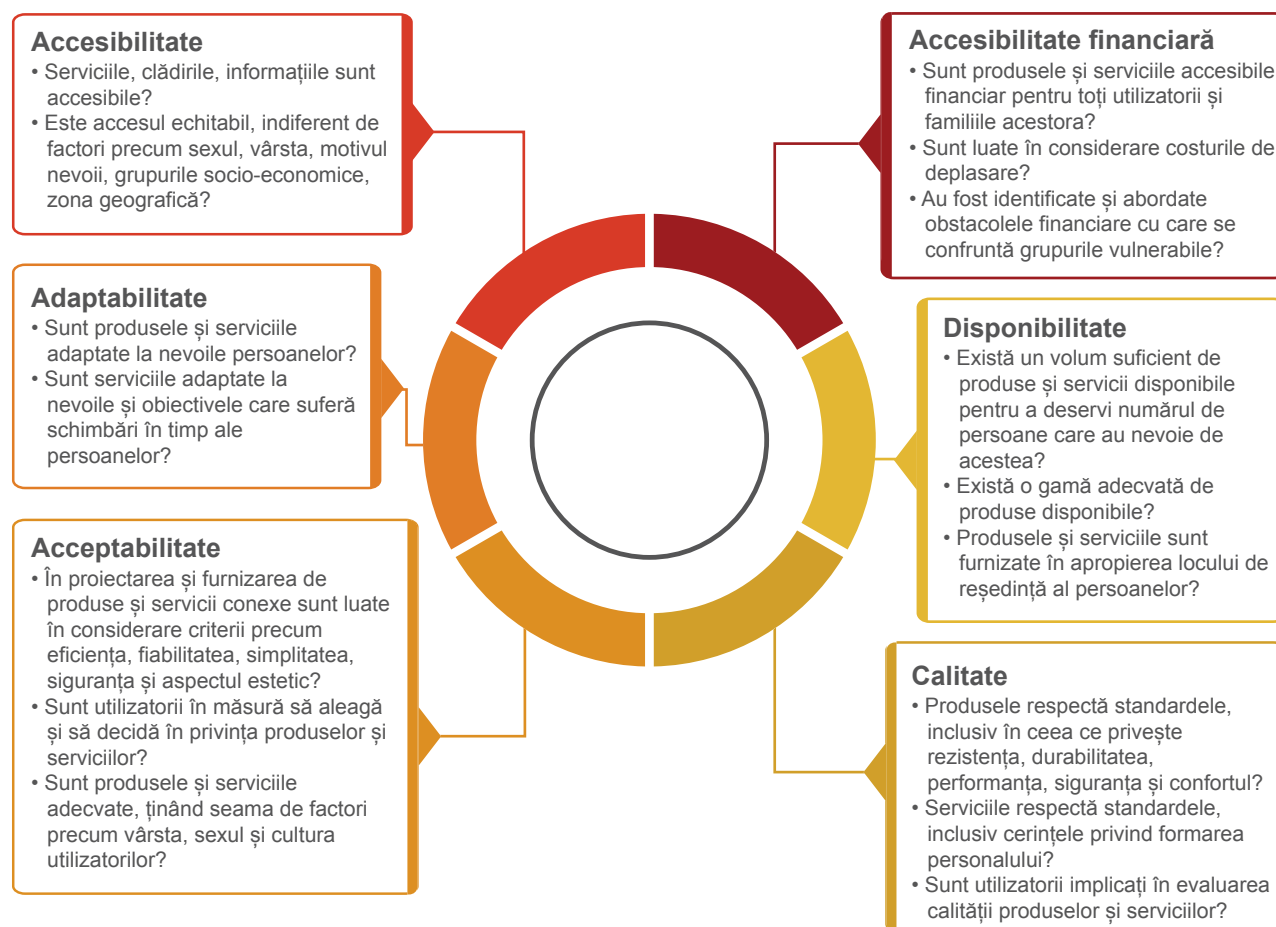 Accesibilitate
• Serviciile, clădirile, informațiile sunt
accesibile?
• Este accesul echitabil, indiferent de
factori precum sexul, vârsta, motivul
nevoii, grupurile socio-economice,
zona geografică?
Adaptabilitate
• Sunt produsele și serviciile
adaptate la nevoile persoanelor?
• Sunt serviciile adaptate la
nevoile și obiectivele care suferă
schimbări în timp ale
persoanelor?
Acceptabilitate
• În proiectarea și furnizarea de
produse și servicii conexe sunt luate
în considerare criterii precum
eficiența, fiabilitatea, simplitatea,
siguranța și aspectul estetic?
• Sunt utilizatorii în măsură să aleagă
și să decidă în privința produselor și
serviciilor?
• Sunt produsele și serviciile
adecvate, ținând seama de factori
precum vârsta, sexul și cultura
utilizatorilor?
Accesibilitate financiară
• Sunt produsele și serviciile accesibile
financiar pentru toți utilizatorii și
familiile acestora?
• Sunt luate în considerare costurile de
deplasare?
• Au fost identificate și abordate
obstacolele financiare cu care se
confruntă grupurile vulnerabile?
Disponibilitate
• Există un volum suficient de
produse și servicii disponibile
pentru a deservi numărul de
persoane care au nevoie de
acestea?
• Există o gamă adecvată de
produse disponibile?
• Produsele și serviciile sunt
furnizate în apropierea locului de
reședință al persoanelor?
Calitate
• Produsele respectă standardele,
inclusiv în ceea ce privește
rezistența, durabilitatea,
performanța, siguranța și confortul?
• Serviciile respectă standardele,
inclusiv cerințele privind formarea
personalului?
• Sunt utilizatorii implicați în evaluarea
calității produselor și serviciilor?